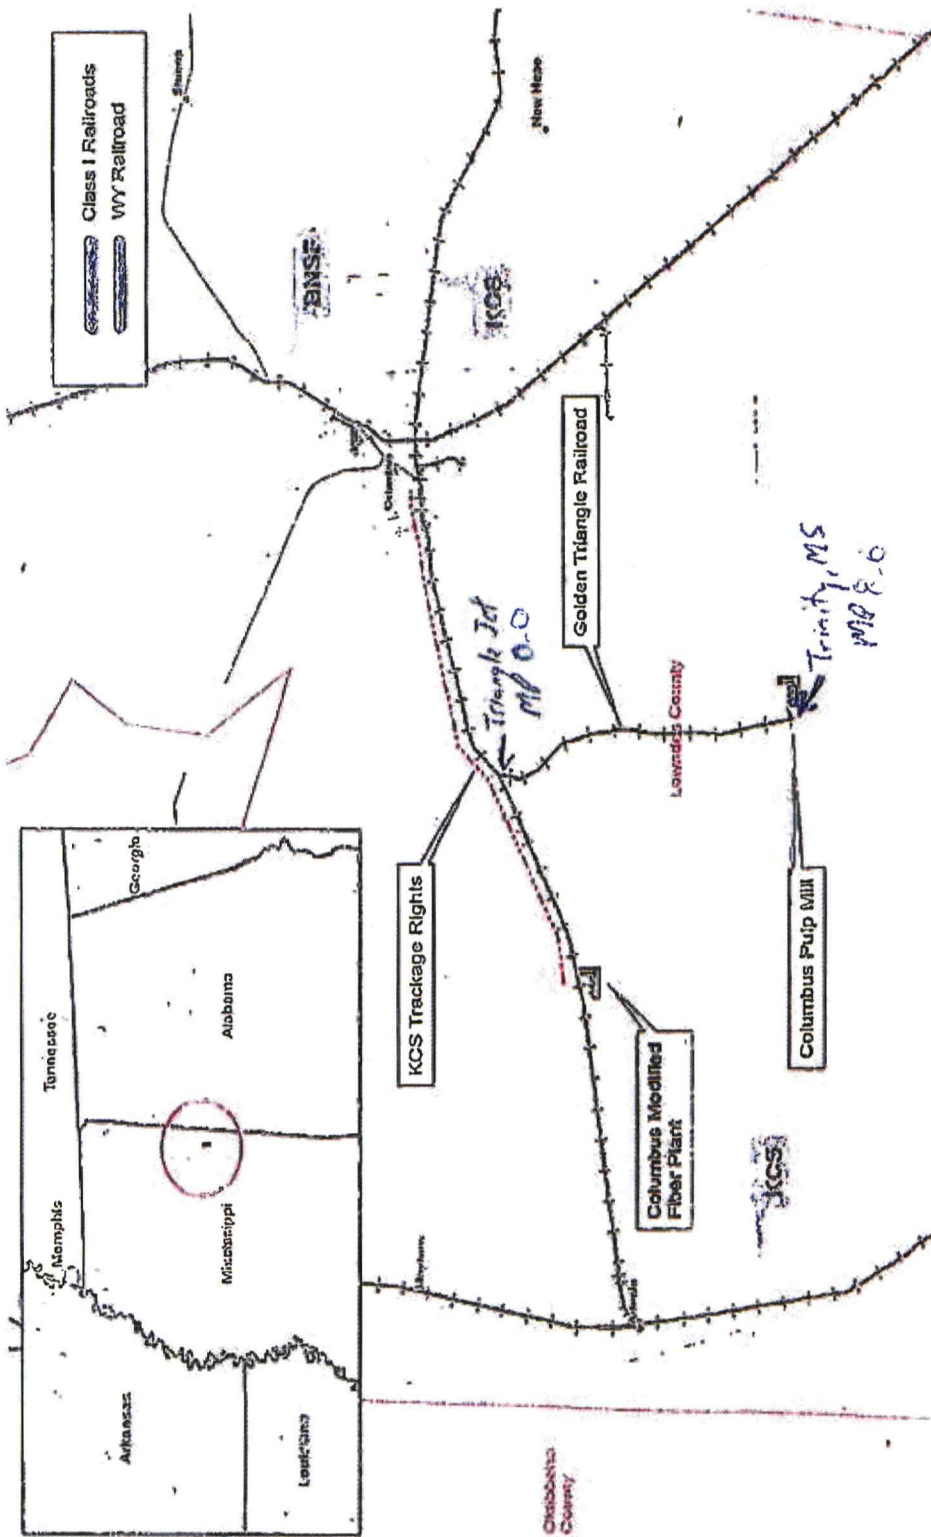 Class I Railroads
WY Railroad
Steens
New Hope
BNSF
KCS
Tennessee
Memphis
Georgia
Arkansas
Mississippi
Alabama
Louisiana
KCS Trackage Rights
Triangle Jct
MP 0.0
Golden Triangle Railroad
Lowndes County
Trinity, MS
MP 8.0
Columbus Pulp Mill
Columbus Modified
Fiber Plant
KCS
Artesia
Oktibbeha
County